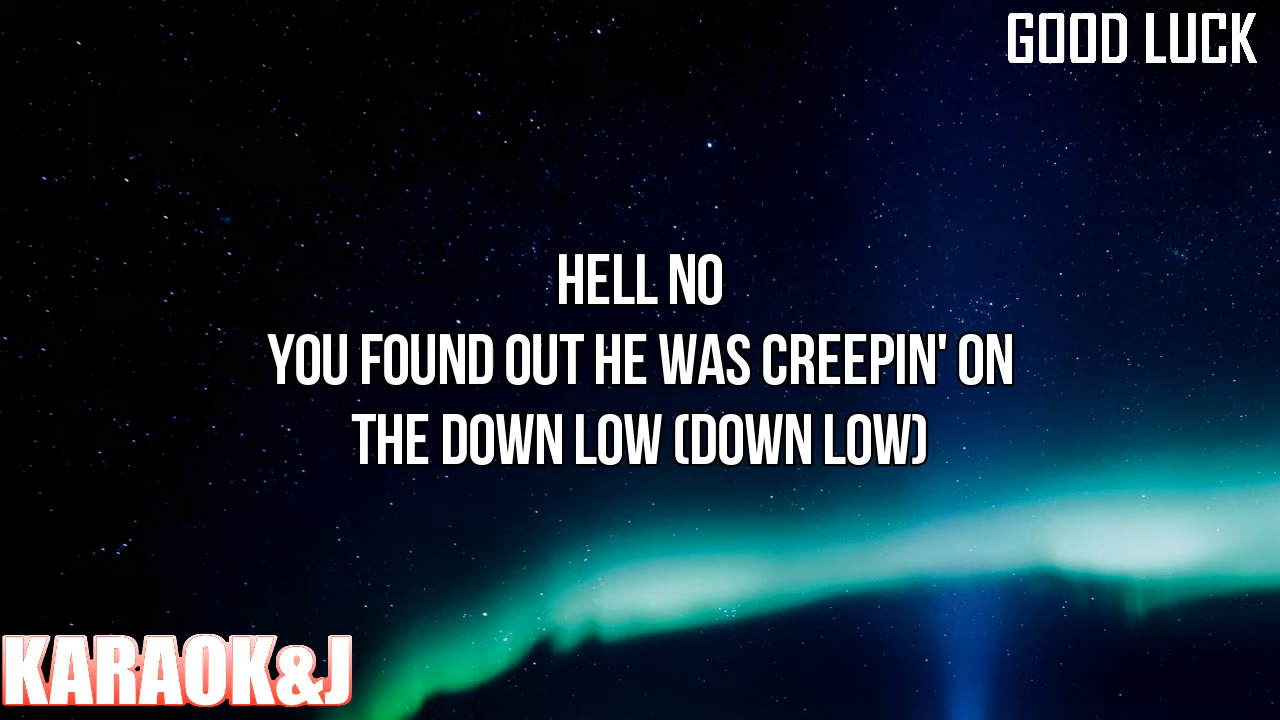 GOOD LUCK
HELL NO
YOU FOUND OUT HE WAS CREEPIN' ON
THE DOWN LOW (DOWN LOW)
KARAOK&J